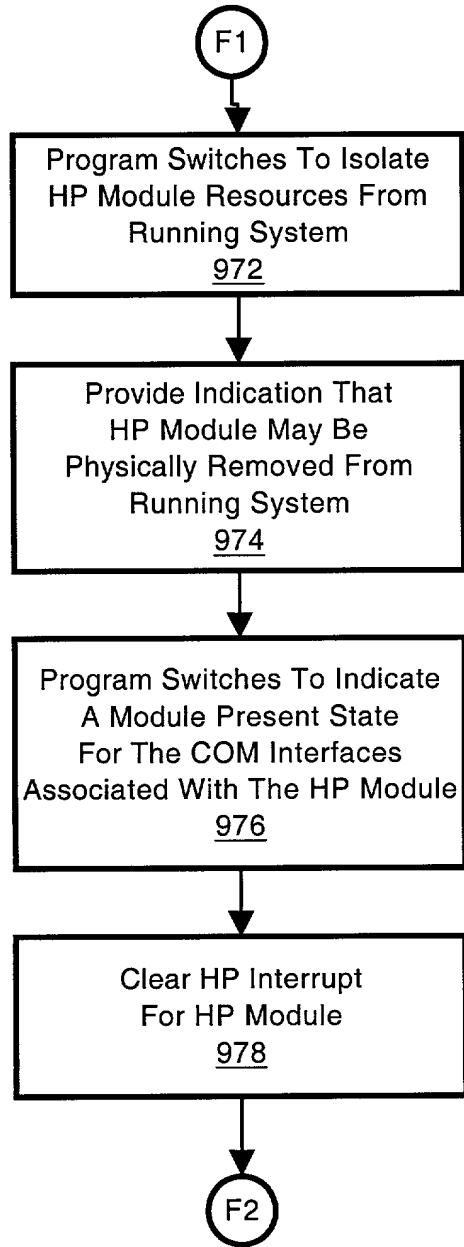 F1
Program Switches To Isolate
HP Module Resources From
Running System
972
Provide Indication That
HP Module May Be
Physically Removed From
Running System
974
Program Switches To Indicate
A Module Present State
For The COM Interfaces
Associated With The HP Module
976
Clear HP Interrupt
For HP Module
978
F2